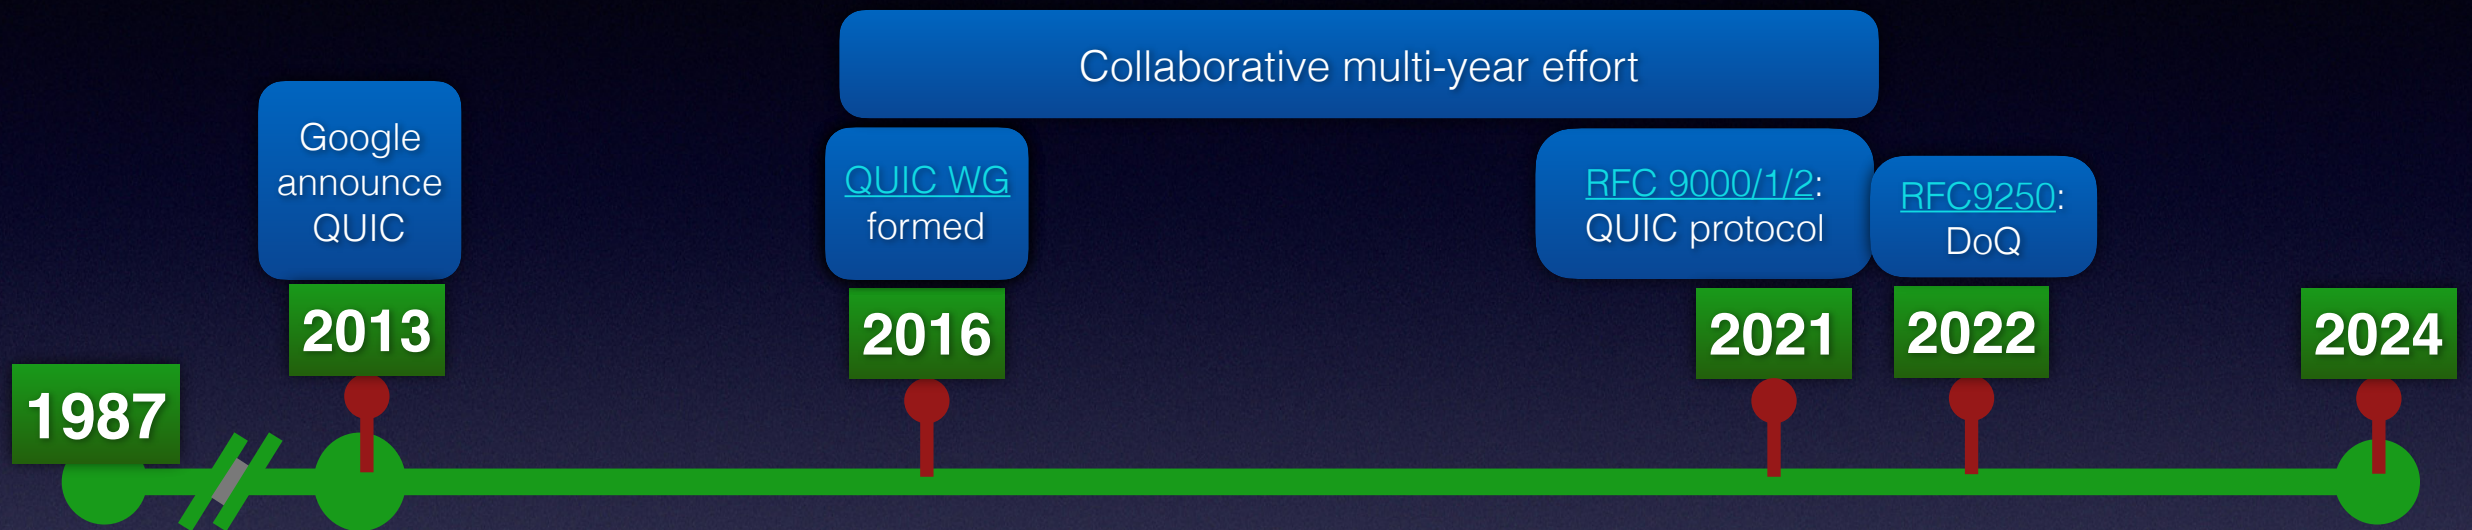 Collaborative multi-year effort
Google
announce
QUIC
QUIC WG
formed
RFC 9000/1/2:
QUIC protocol
RFC9250:
DoQ
1987
2013
2016
2021
2022
2024